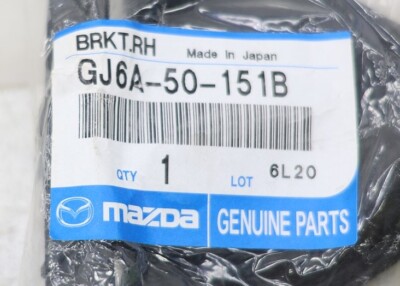 BRKT.RH Made in Japan
GJ6A-50-151B
QTY 1 LOT 6L20
mazda GENUINE PARTS